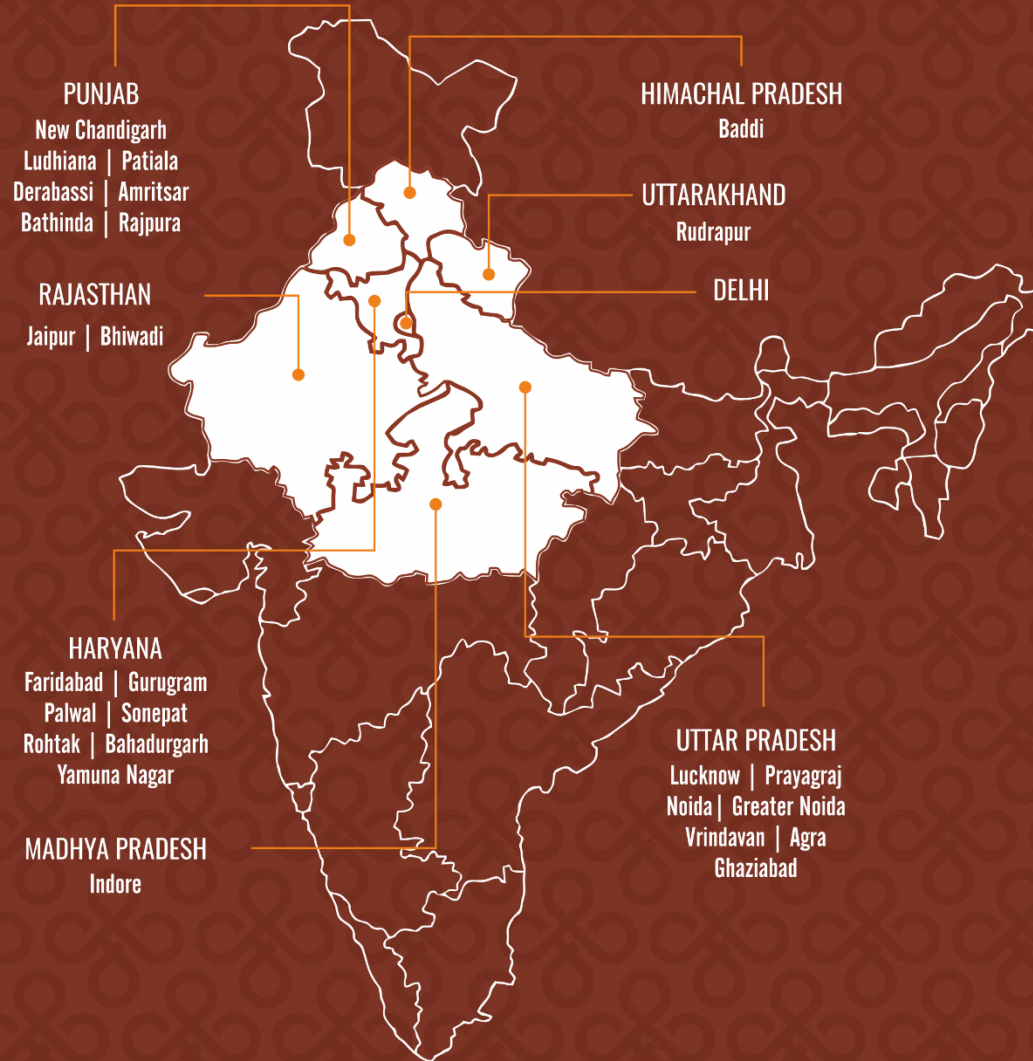 PUNJAB
New Chandigarh
Ludhiana | Patiala
Derabassi | Amritsar
Bathinda | Rajpura
HIMACHAL PRADESH
Baddi
UTTARAKHAND
Rudrapur
RAJASTHAN
Jaipur | Bhiwadi
DELHI
HARYANA
Faridabad | Gurugram
Palwal | Sonepat
Rohtak | Bahadurgarh
Yamuna Nagar
UTTAR PRADESH
Lucknow | Prayagraj
Noida | Greater Noida
Vrindavan | Agra
Ghaziabad
MADHYA PRADESH
Indore